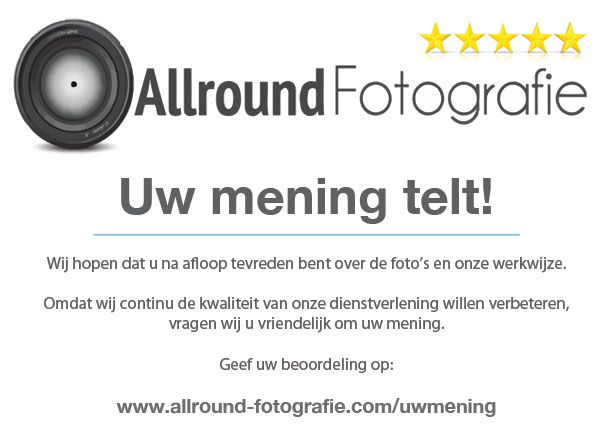 Allround Fotografie
Uw mening telt!
Wij hopen dat u na afloop tevreden bent over de foto's en onze werkwijze.
Omdat wij continu de kwaliteit van onze dienstverlening willen verbeteren,
vragen wij u vriendelijk om uw mening.
Geef uw beoordeling op:
www.allround-fotografie.com/uwmening